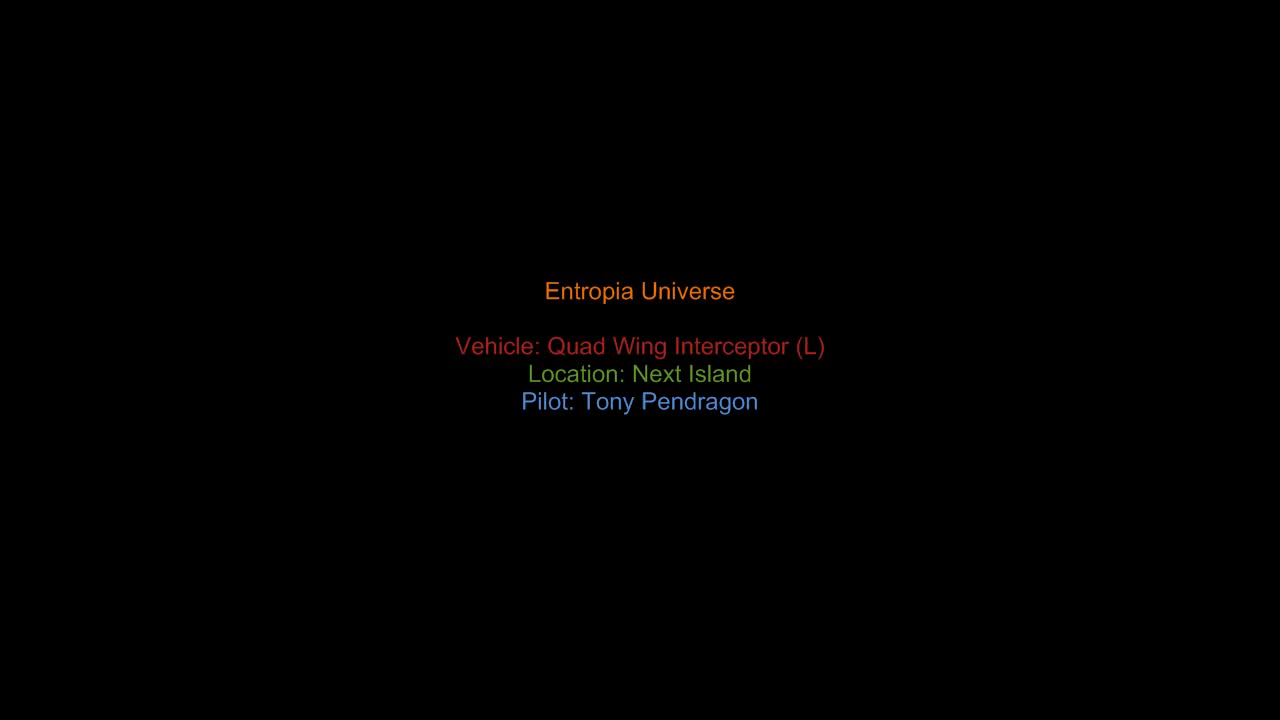 Entropia Universe
Vehicle: Quad Wing Interceptor (L)
Location: Next Island
Pilot: Tony Pendragon